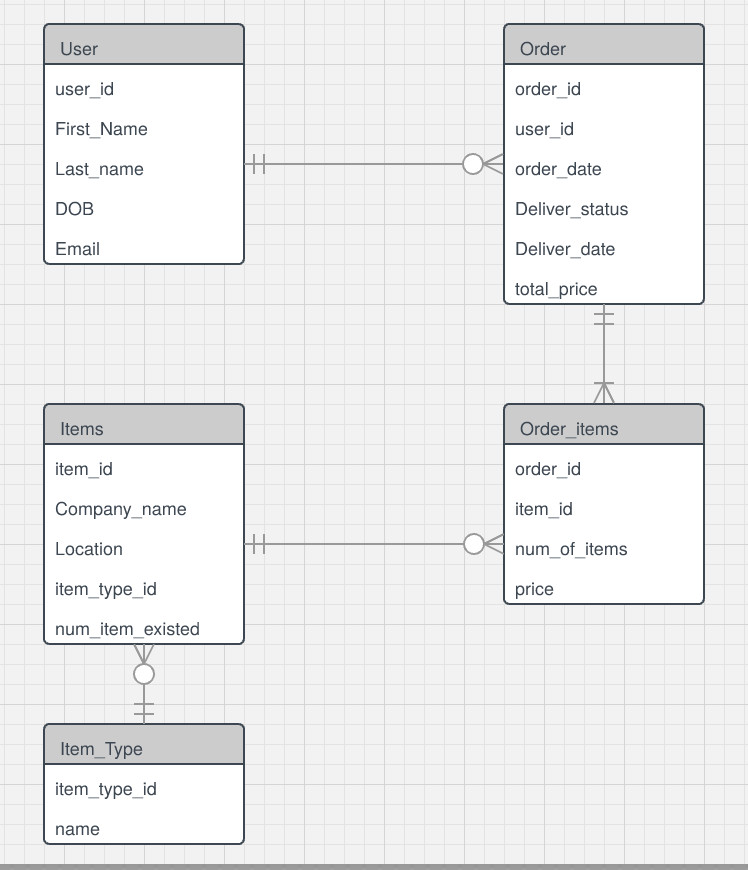 User
user_id
First_Name
Last_name
DOB
Email
Order
order_id
user_id
order_date
Deliver_status
Deliver_date
total_price
Items
item_id
Company_name
Location
item_type_id
num_item_existed
Order_items
order_id
item_id
num_of_items
price
Item_Type
item_type_id
name